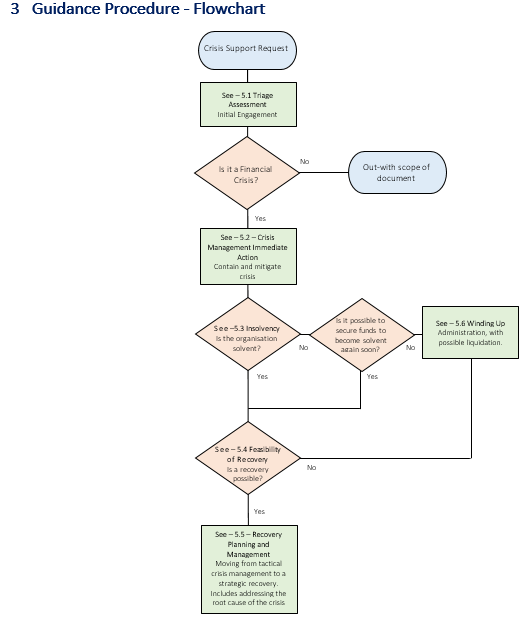 3 Guidance Procedure - Flowchart
Crisis Support Request
See – 5.1 Triage
Assessment
Initial Engagement
Is it a Financial
Crisis?
No
Out-with scope of
document
Yes
See – 5.2 – Crisis
Management Immediate
Action
Contain and mitigate
crisis
See –5.3 Insolvency
Is the organisation
solvent?
No
Is it possible to
secure funds to
become solvent
again soon?
No
See – 5.6 Winding Up
Administration, with
possible liquidation.
Yes
Yes
See – 5.4 Feasibility
of Recovery
Is a recovery
possible?
No
Yes
See – 5.5 – Recovery
Planning and
Management
Moving from tactical
crisis management to a
strategic recovery.
Includes addressing the
root cause of the crisis